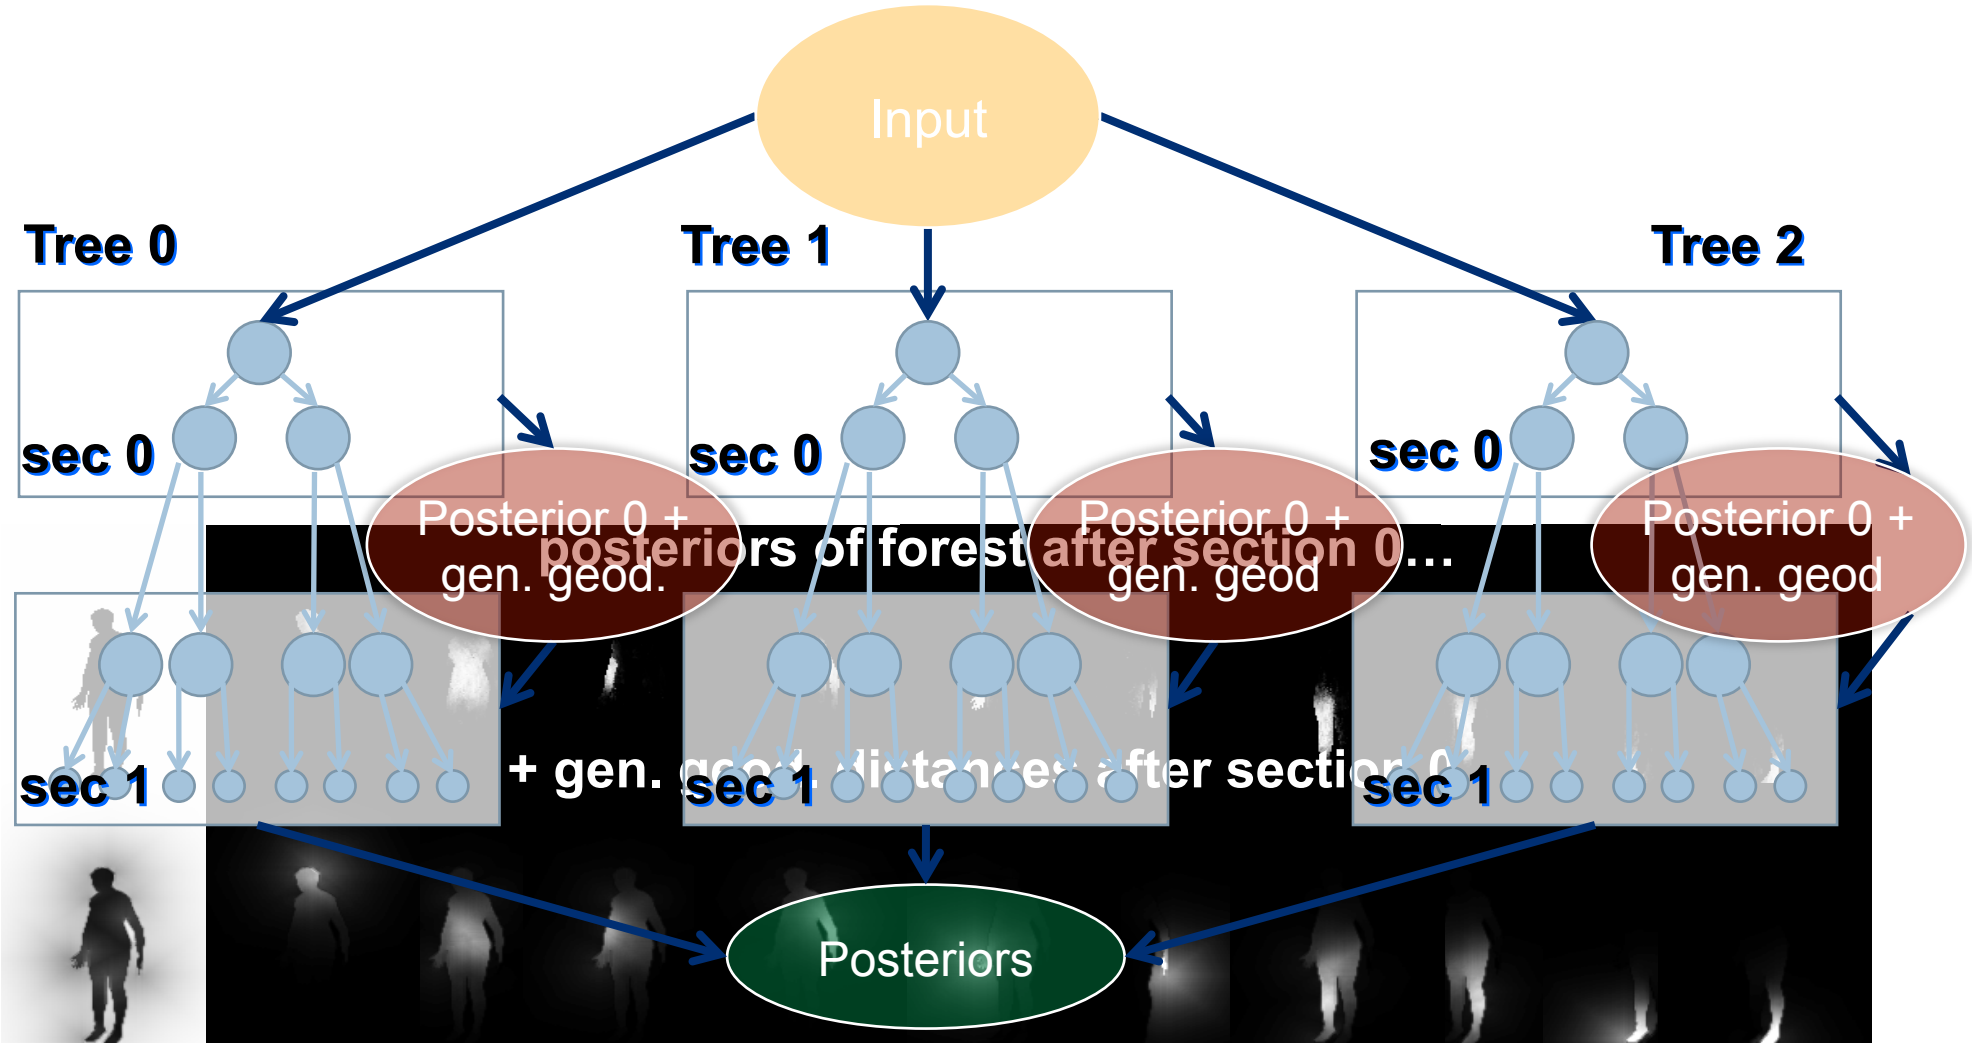 Input
Tree 0
Tree 1
Tree 2
sec 0
sec 0
sec 0
Posterior 0 +
gen. geod.
Posterior 0 +
gen. geod
Posterior 0 +
gen. geod
posteriors of forest after section 0…
+ gen. geod. distances after section 0
sec 1
sec 1
sec 1
Posteriors